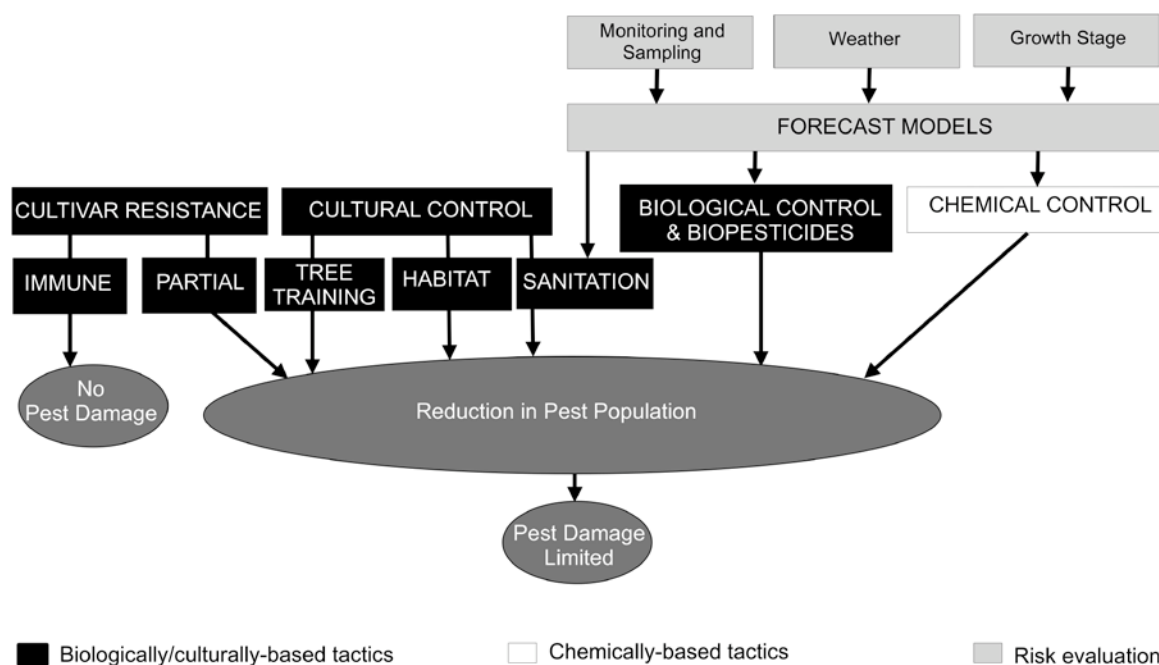 Monitoring and
Sampling
Weather
Growth Stage
FORECAST MODELS
CULTIVAR RESISTANCE
CULTURAL CONTROL
BIOLOGICAL CONTROL
& BIOPESTICIDES
CHEMICAL CONTROL
IMMUNE
PARTIAL
TREE
TRAINING
HABITAT
SANITATION
No
Pest Damage
Reduction in Pest Population
Pest Damage
Limited
Biologically/culturally-based tactics
Chemically-based tactics
Risk evaluation